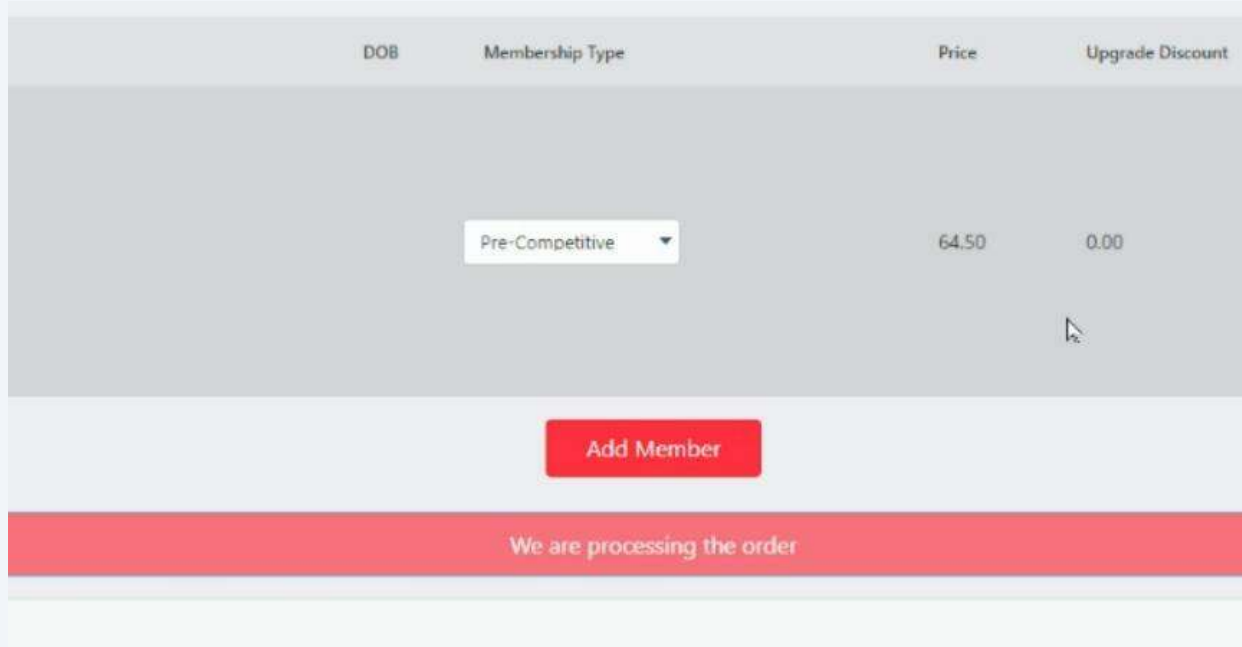 DOB Membership Type Price Upgrade Discount
Pre-Competitive 64.50 0.00
Add Member
We are processing the order